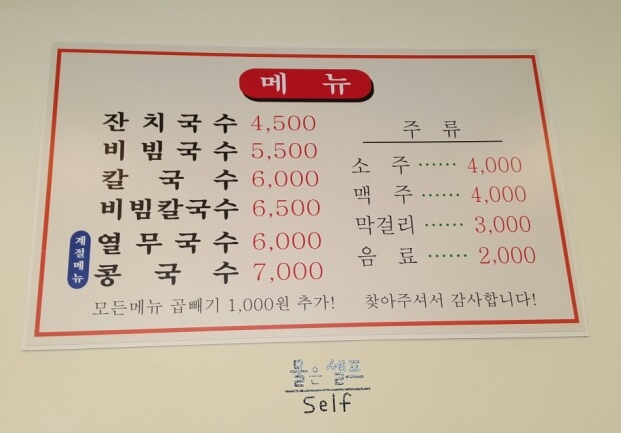 메 뉴
잔치국수 4,500
비빔국수 5,500
칼국수 6,000
비빔칼국수 6,500
계절메뉴
열무국수 6,000
콩국수 7,000
모든메뉴 곱빼기 1,000원 추가!
주 류
소 주 ······ 4,000
맥 주 ······ 4,000
막걸리 ······ 3,000
음 료 ······ 2,000
찾아주셔서 감사합니다!
물은 셀프
Self